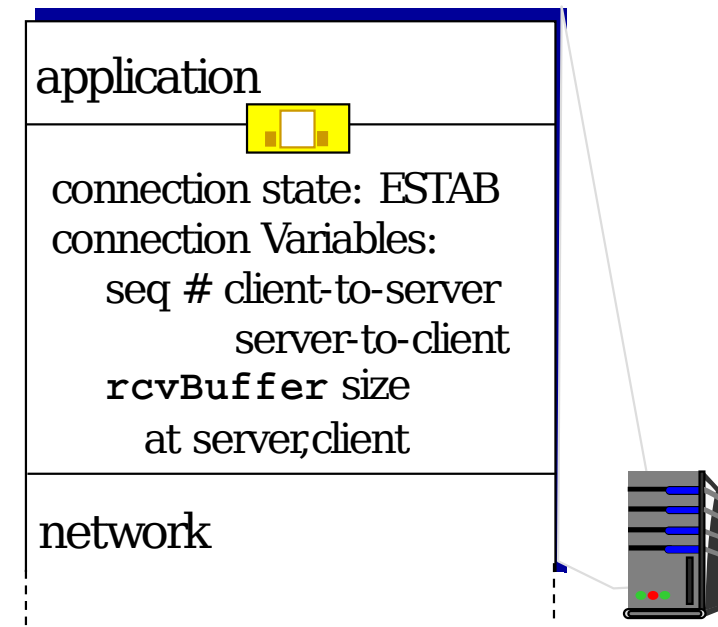 application
connection state: ESTAB
connection Variables:
seq # client-to-server
server-to-client
rcvBuffer size
at server,client
network